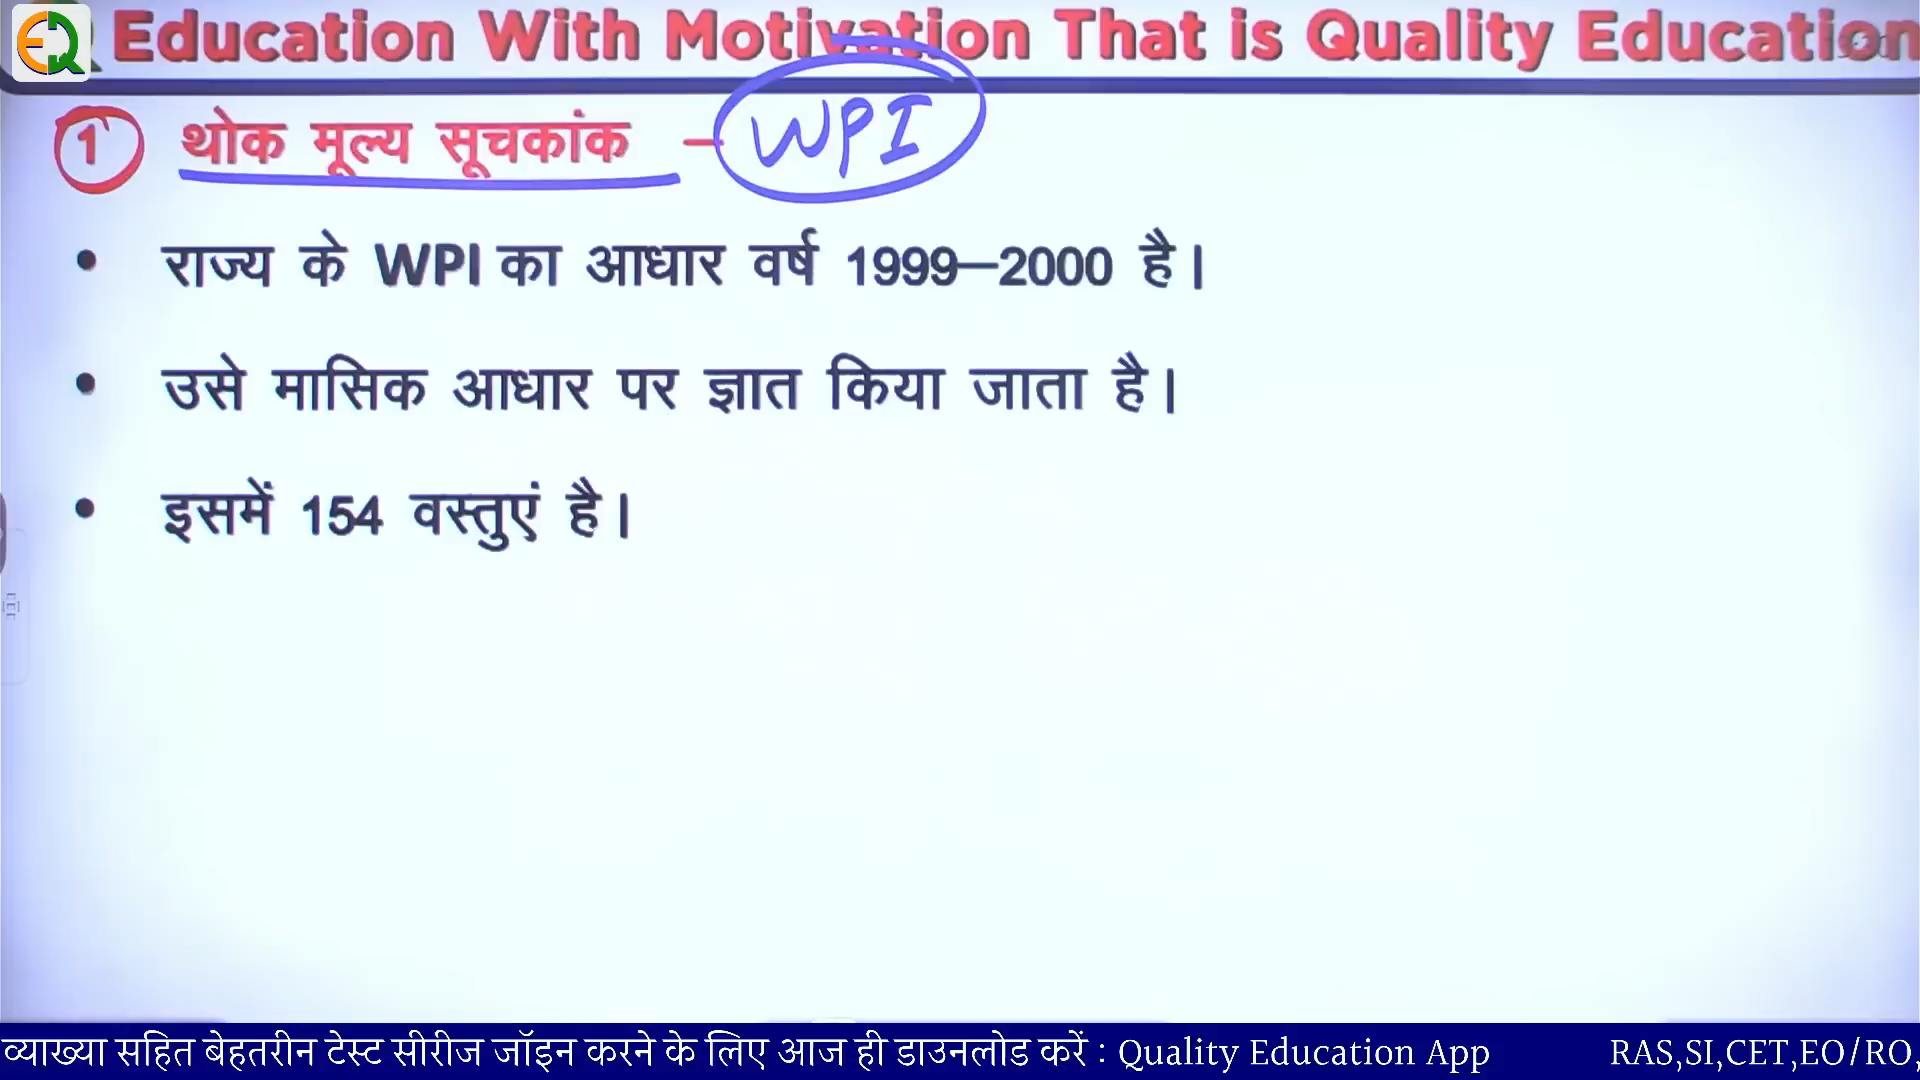 EQ Education With Motivation That is Quality Education
1 थोक मूल्य सूचकांक – WPI
• राज्य के WPI का आधार वर्ष 1999–2000 है।
• उसे मासिक आधार पर ज्ञात किया जाता है।
• इसमें 154 वस्तुएं है।
व्याख्या सहित बेहतरीन टेस्ट सीरीज जॉइन करने के लिए आज ही डाउनलोड करें : Quality Education App RAS,SI,CET,EO/RO,